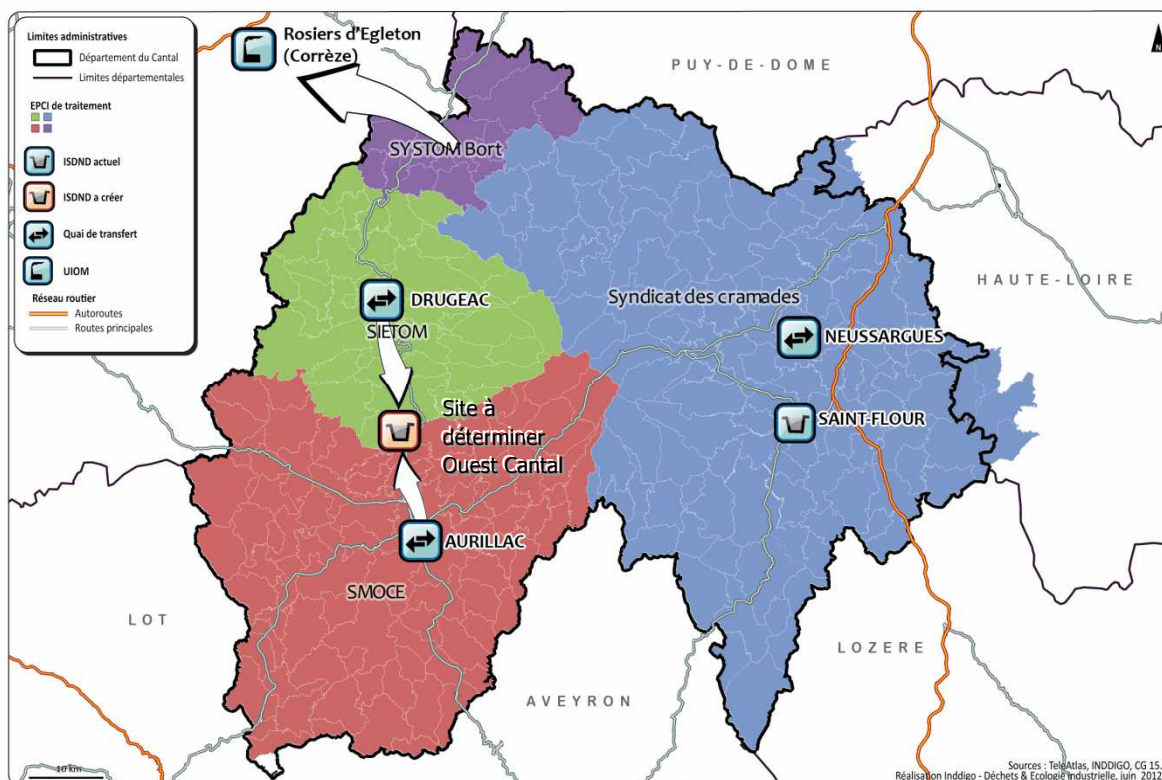 Limites administratives
Département du Cantal
Limites départementales
EPCI de traitement
ISDND actuel
ISDND a créer
Quai de transfert
UIOM
Réseau routier
Autoroutes
Routes principales
Rosiers d'Egleton
(Corrèze)
N
PUY-DE-DOME
SYSTOM Bort
HAUTE-LOIRE
DRUGEAC
SIETOM
Syndicat des cramades
NEUSSARGUES
Site à
déterminer
Ouest Cantal
SAINT-FLOUR
AURILLAC
SMOCE
LOT
LOZERE
AVEYRON
10 km
Sources : TeleAtlas, INDDIGO, CG 15.
Réalisation Inddigo - Déchets & Ecologie industrielle, juin 2012